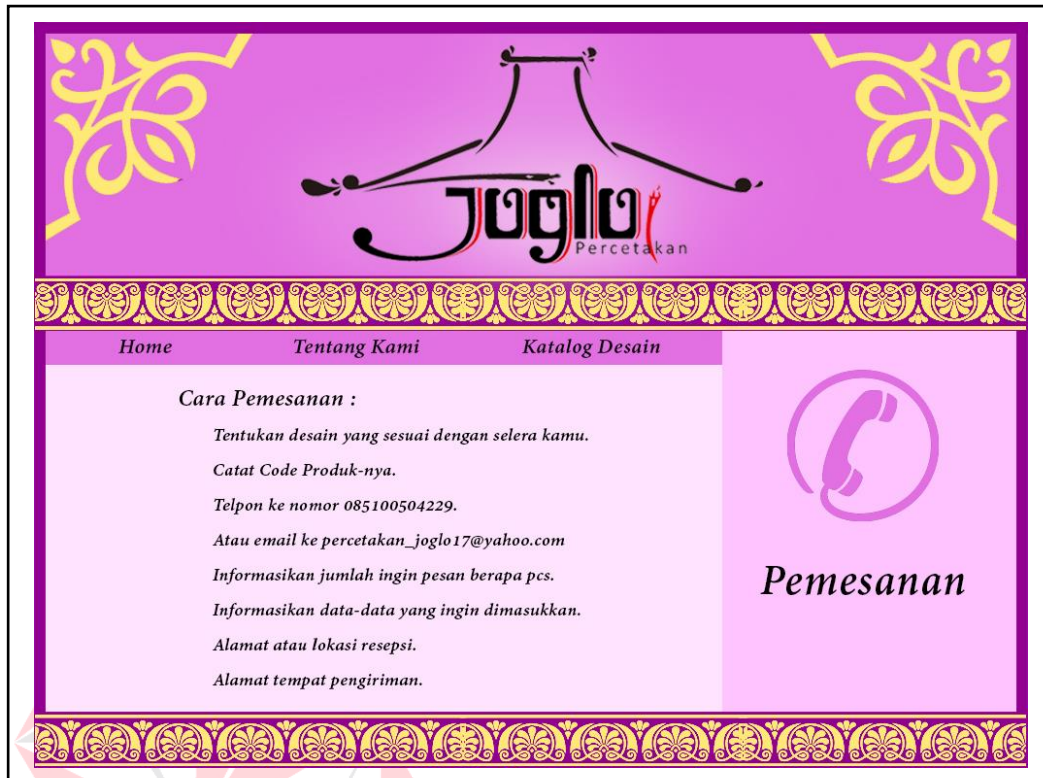 Joglo
Percetakan
Home Tentang Kami Katalog Desain
Cara Pemesanan :
Tentukan desain yang sesuai dengan selera kamu.
Catat Code Produk-nya.
Telpon ke nomor 085100504229.
Atau email ke percetakan_joglo17@yahoo.com
Informasikan jumlah ingin pesan berapa pcs.
Informasikan data-data yang ingin dimasukkan.
Alamat atau lokasi resepsi.
Alamat tempat pengiriman.
Pemesanan